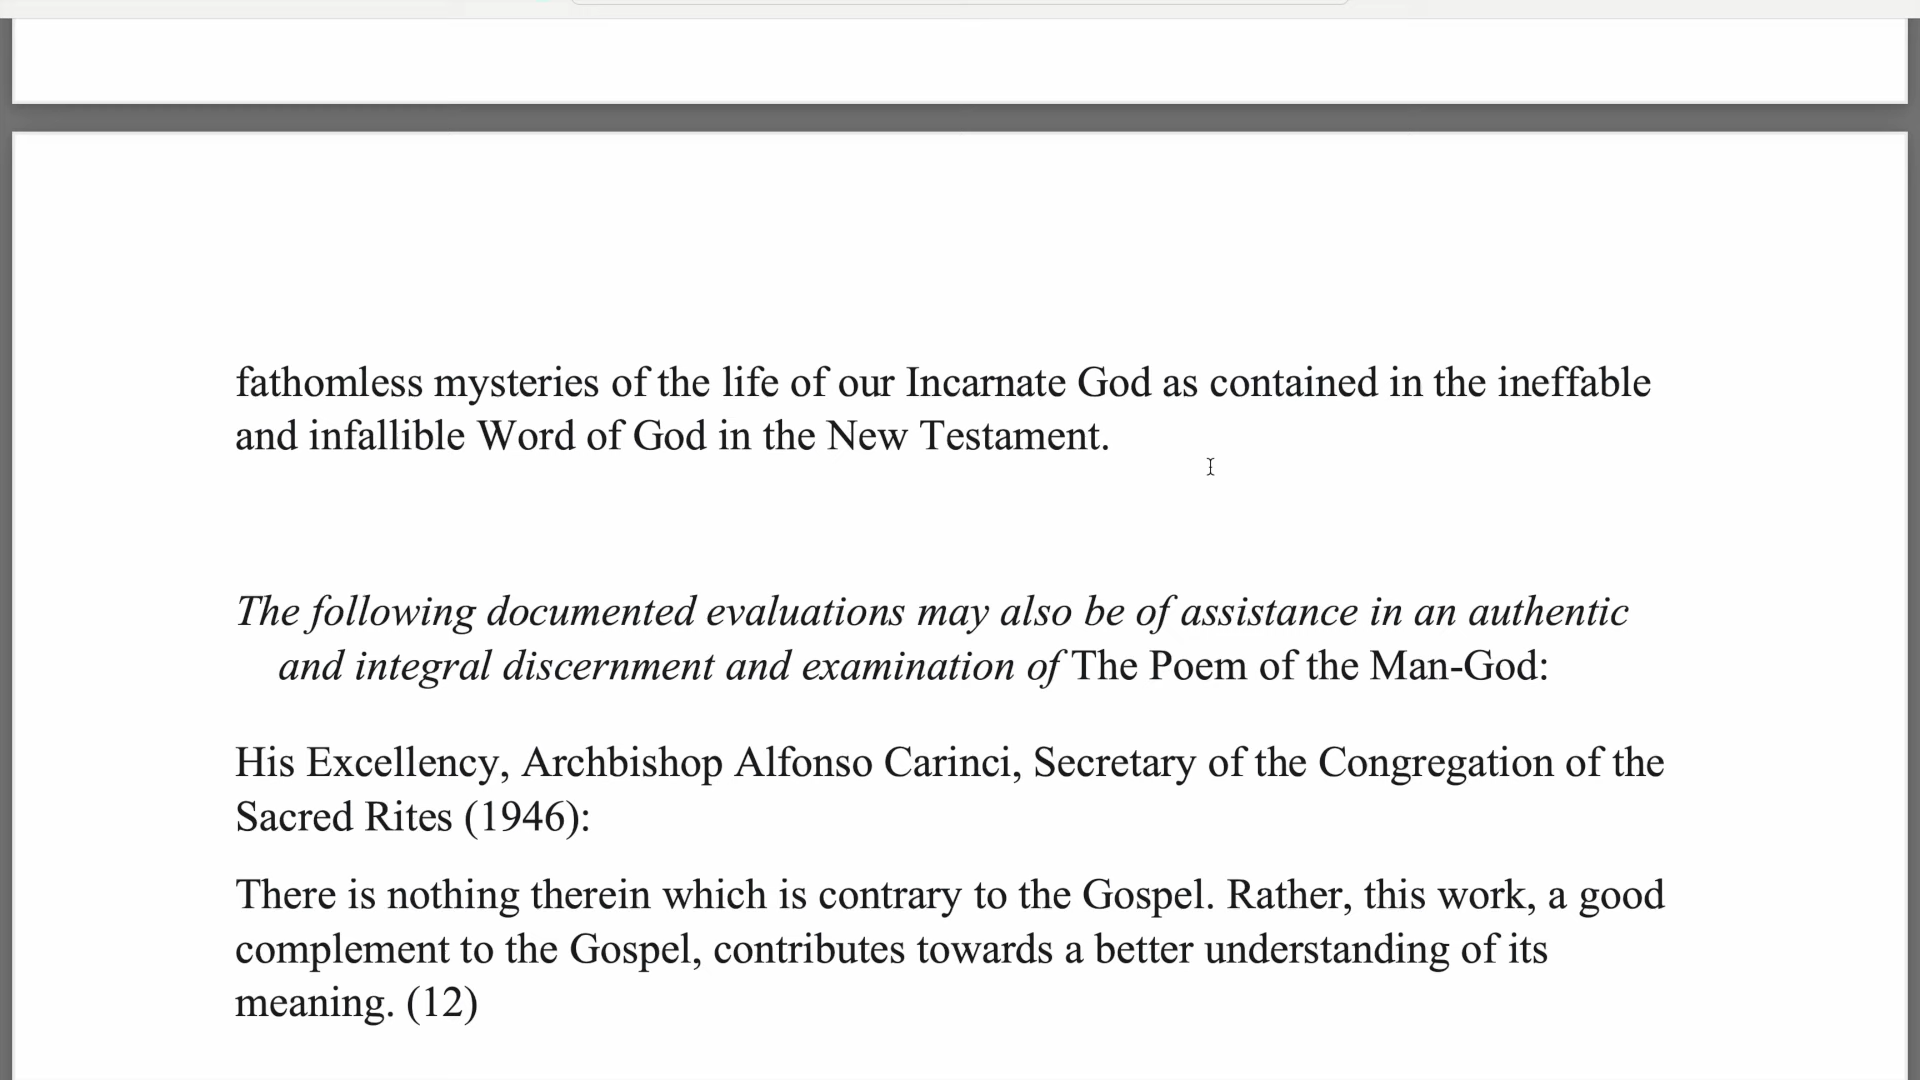 fathomless mysteries of the life of our Incarnate God as contained in the ineffable
and infallible Word of God in the New Testament.
The following documented evaluations may also be of assistance in an authentic
and integral discernment and examination of The Poem of the Man-God:
His Excellency, Archbishop Alfonso Carinci, Secretary of the Congregation of the
Sacred Rites (1946):
There is nothing therein which is contrary to the Gospel. Rather, this work, a good
complement to the Gospel, contributes towards a better understanding of its
meaning. (12)